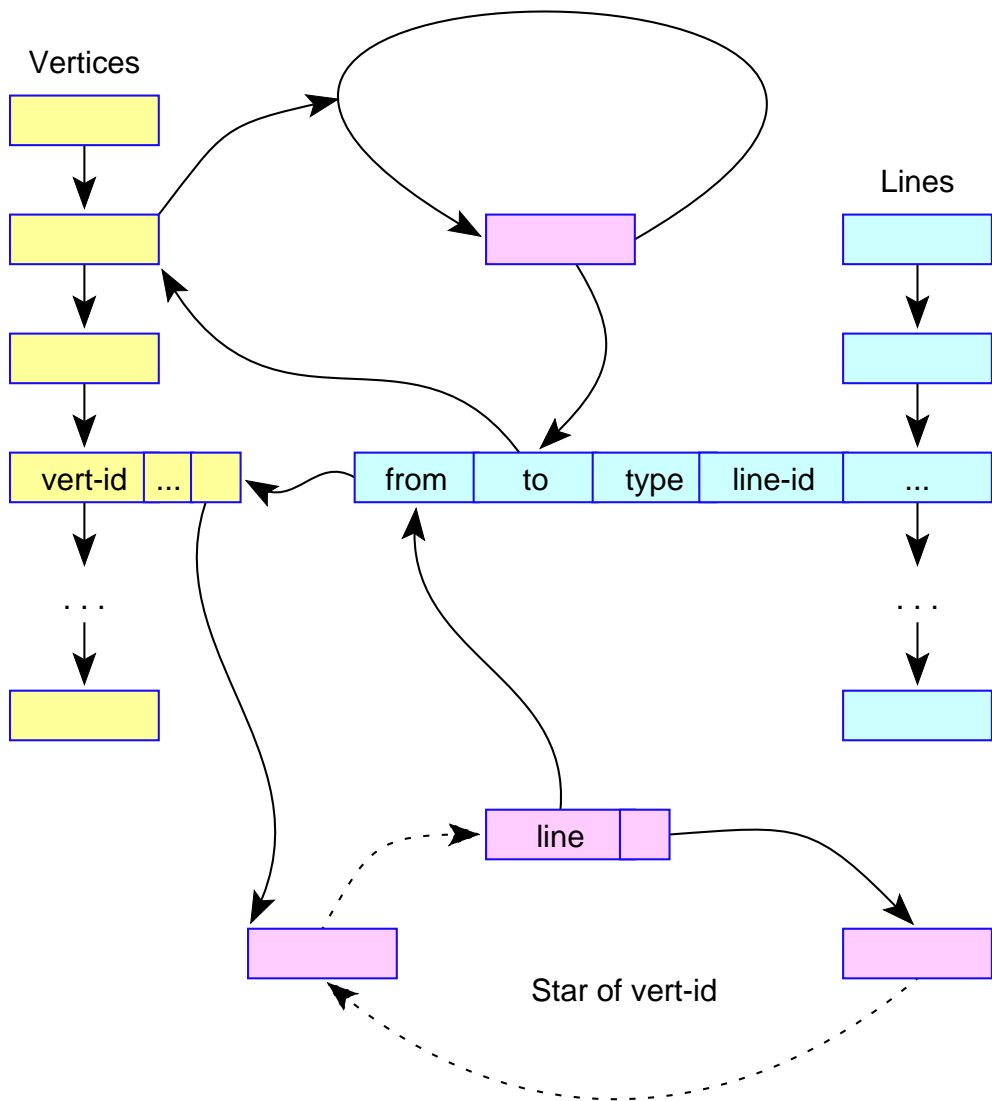 Vertices
Lines
vert-id ... from to type line-id ...
. . . . . .
line
Star of vert-id